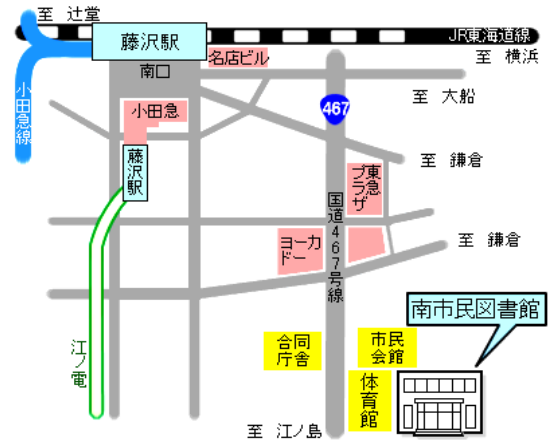 至 辻堂
藤沢駅
JR東海道線
至 横浜
名店ビル
南口
小田急線
至 大船
467
小田急
至 鎌倉
藤沢駅
東急
プラザ
国道467号線
ヨーカ
ドー
至 鎌倉
南市民図書館
合同
庁舎
市民
会館
江ノ電
体育館
至 江ノ島